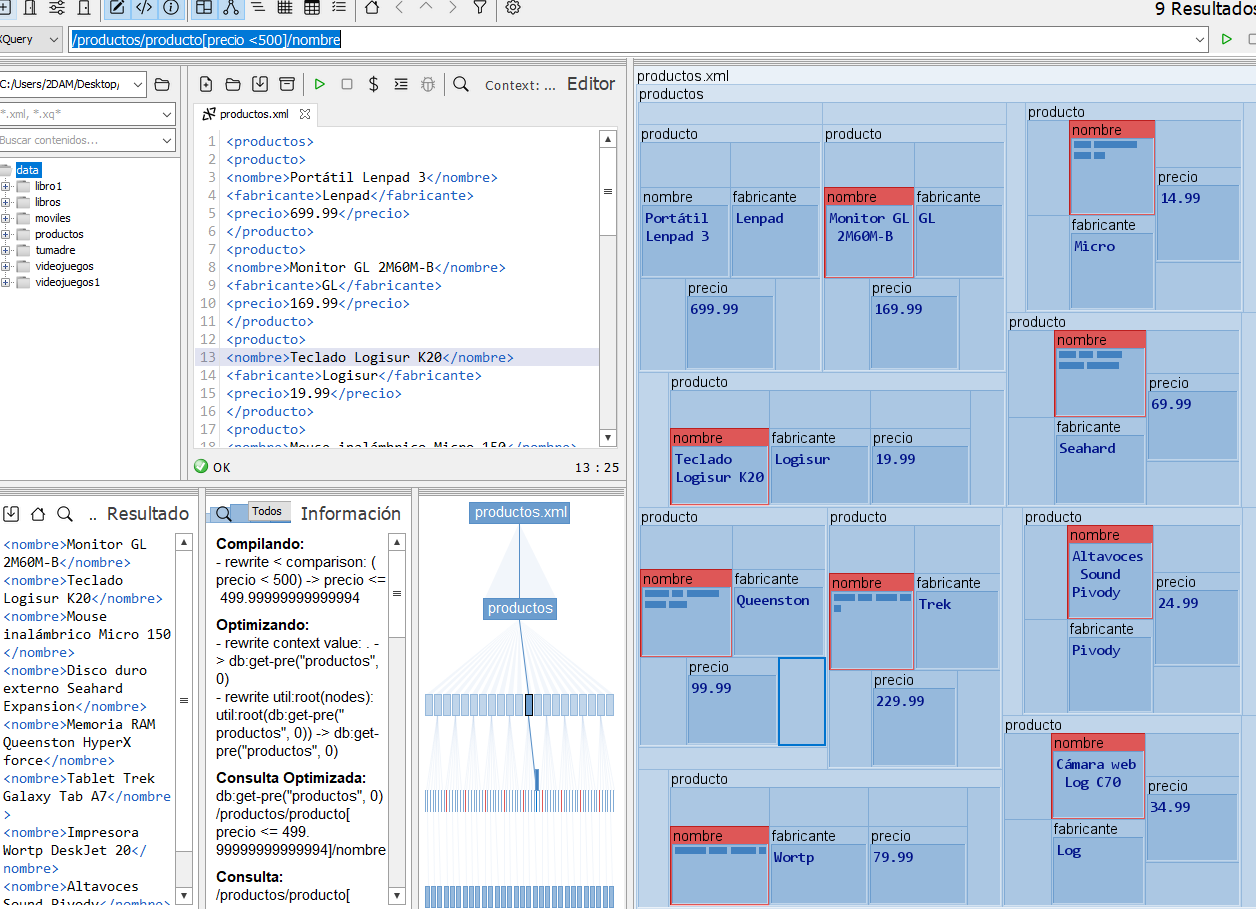 9 Resultados
XQuery
/productos/producto[precio <500]/nombre
C:/Users/2DAM/Desktop/
*.xml, *.xq*
Buscar contenidos...
data
libro1
libros
moviles
productos
tumadre
videojuegos
videojuegos1
Context: ...
Editor
productos.xml
1 <productos>
2 <producto>
3 <nombre>Portátil Lenpad 3</nombre>
4 <fabricante>Lenpad</fabricante>
5 <precio>699.99</precio>
6 </producto>
7 <producto>
8 <nombre>Monitor GL 2M60M-B</nombre>
9 <fabricante>GL</fabricante>
10 <precio>169.99</precio>
11 </producto>
12 <producto>
13 <nombre>Teclado Logisur K20</nombre>
14 <fabricante>Logisur</fabricante>
15 <precio>19.99</precio>
16 </producto>
17 <producto>
18 <nombre>Mouse inalámbrico Micro 150</nombre>
OK
13 : 25
.. Resultado
<nombre>Monitor GL
2M60M-B</nombre>
<nombre>Teclado
Logisur K20</nombre>
<nombre>Mouse
inalámbrico Micro 150
</nombre>
<nombre>Disco duro
externo Seahard
Expansion</nombre>
<nombre>Memoria RAM
Queenston HyperX
force</nombre>
<nombre>Tablet Trek
Galaxy Tab A7</nombre
>
<nombre>Impresora
Wortp DeskJet 20</
nombre>
<nombre>Altavoces
Sound Pivody</nombre>
Todos
Información
Compilando:
- rewrite < comparison: (
precio < 500) -> precio <=
499.99999999999994
Optimizando:
- rewrite context value: . -
> db:get-pre("productos",
0)
- rewrite util:root(nodes):
util:root(db:get-pre("
productos", 0)) -> db:get-
pre("productos", 0)
Consulta Optimizada:
db:get-pre("productos", 0)
/productos/producto[
precio <= 499.
99999999999994]/nombre
Consulta:
/productos/producto[
productos.xml
productos
productos.xml
productos
producto
nombre
Portátil
Lenpad 3
fabricante
Lenpad
precio
699.99
producto
nombre
Monitor GL
2M60M-B
fabricante
GL
precio
169.99
producto
nombre
precio
14.99
fabricante
Micro
producto
nombre
precio
69.99
fabricante
Seahard
producto
nombre
Teclado
Logisur K20
fabricante
Logisur
precio
19.99
producto
nombre
fabricante
Queenston
precio
99.99
producto
nombre
fabricante
Trek
precio
229.99
producto
nombre
Altavoces
Sound
Pivody
precio
24.99
fabricante
Pivody
producto
nombre
fabricante
Wortp
precio
79.99
producto
nombre
Cámara web
Log C70
precio
34.99
fabricante
Log